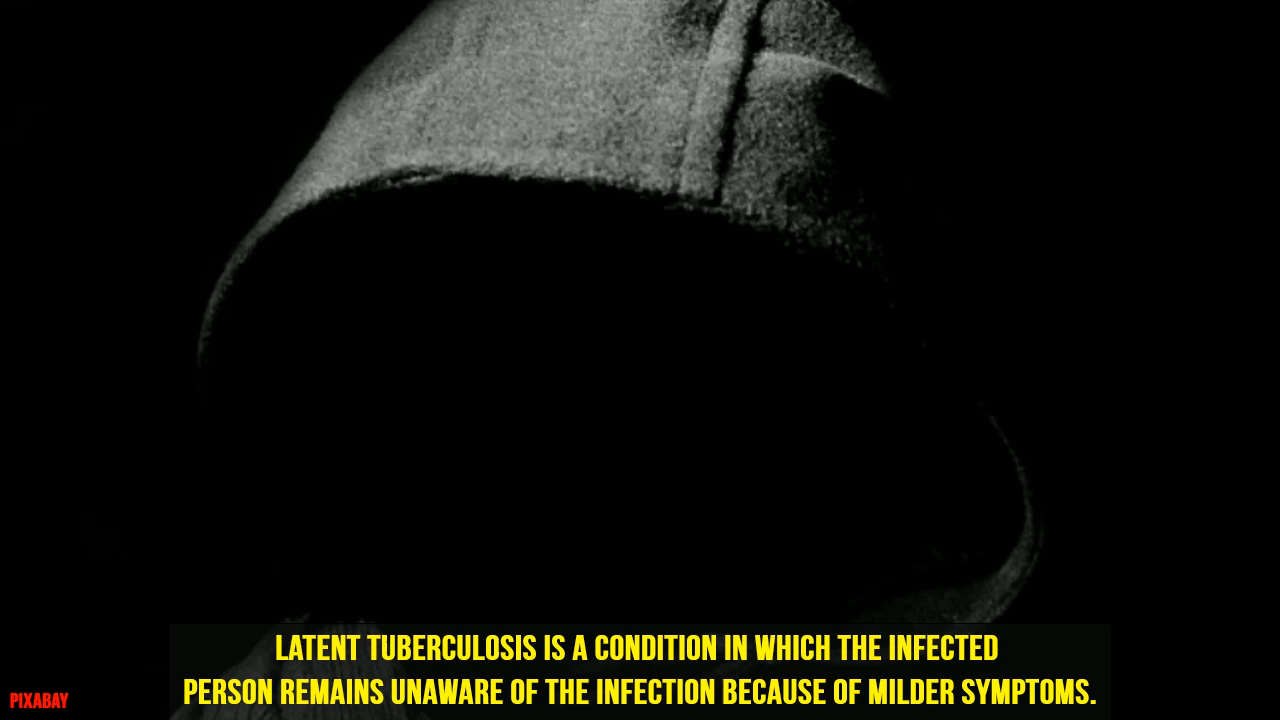 LATENT TUBERCULOSIS IS A CONDITION IN WHICH THE INFECTED
PERSON REMAINS UNAWARE OF THE INFECTION BECAUSE OF MILDER SYMPTOMS.
PIXABAY